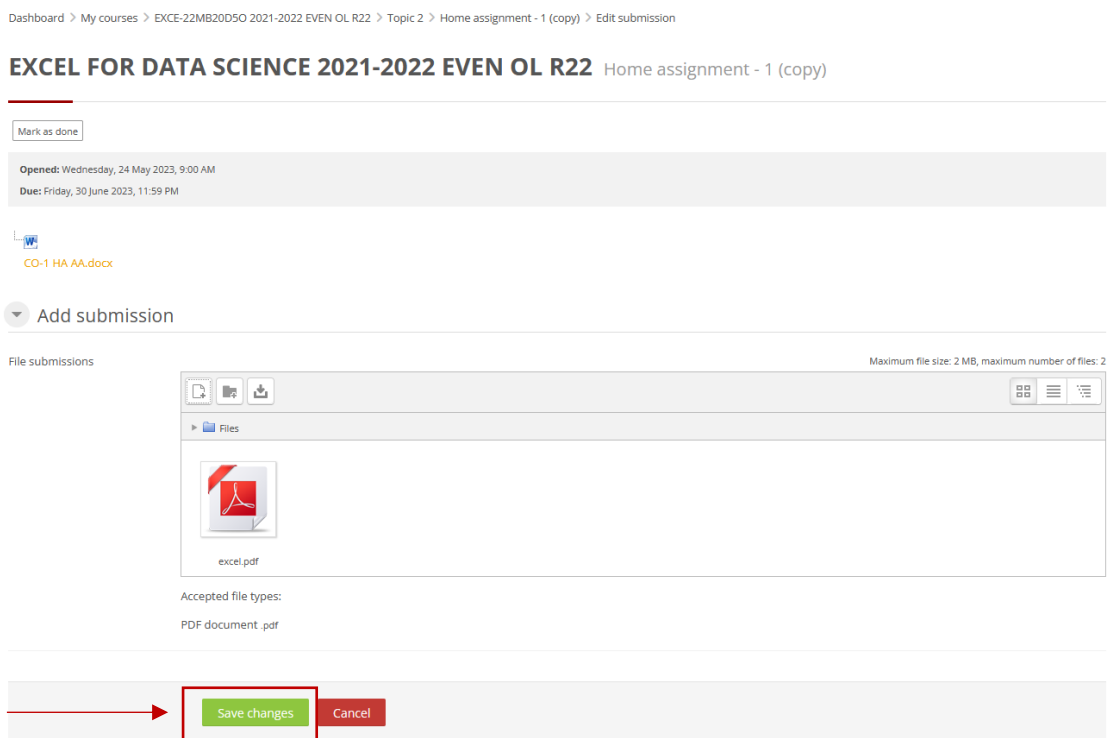 Dashboard > My courses > EXCE-22MB20D5O 2021-2022 EVEN OL R22 > Topic 2 > Home assignment - 1 (copy) > Edit submission
EXCEL FOR DATA SCIENCE 2021-2022 EVEN OL R22 Home assignment - 1 (copy)
Mark as done
Opened: Wednesday, 24 May 2023, 9:00 AM
Due: Friday, 30 June 2023, 11:59 PM
CO-1 HA AA.docx
Add submission
File submissions
Maximum file size: 2 MB, maximum number of files: 2
Files
excel.pdf
Accepted file types:
PDF document .pdf
Save changes
Cancel